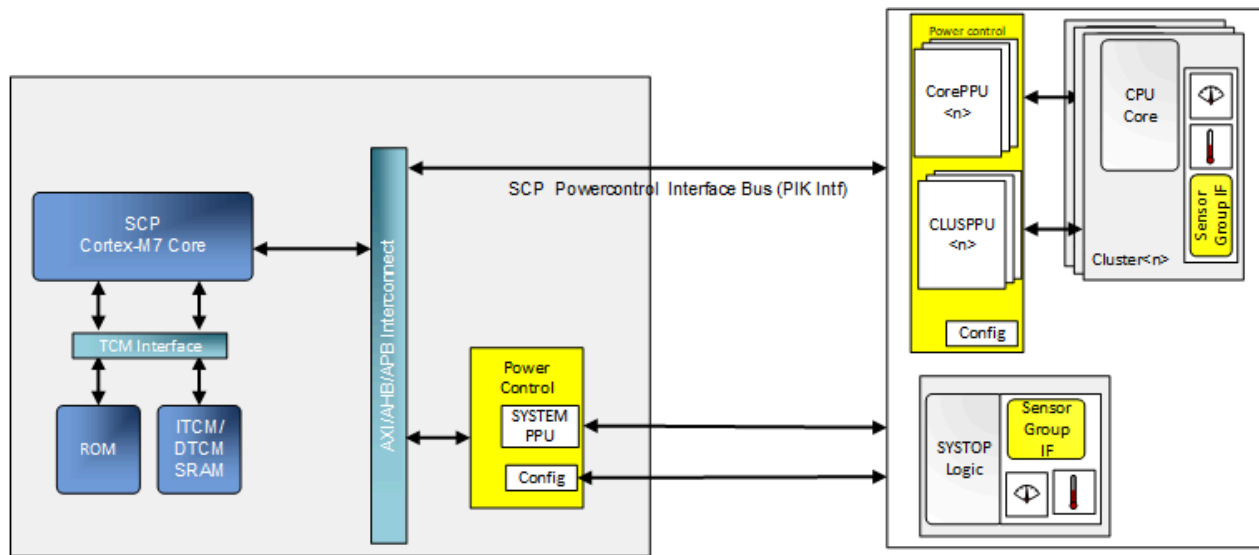 SCP
Cortex-M7 Core
TCM Interface
ROM
ITCM/
DTCM
SRAM
AXI/AHB/APB Interconnect
Power
Control
SYSTEM
PPU
Config
SCP Powercontrol Interface Bus (PIK Intf)
Power control
CorePPU
<n>
CLUSPPU
<n>
Config
CPU
Core
Sensor
Group IF
Cluster<n>
SYSTOP
Logic
Sensor
Group
IF